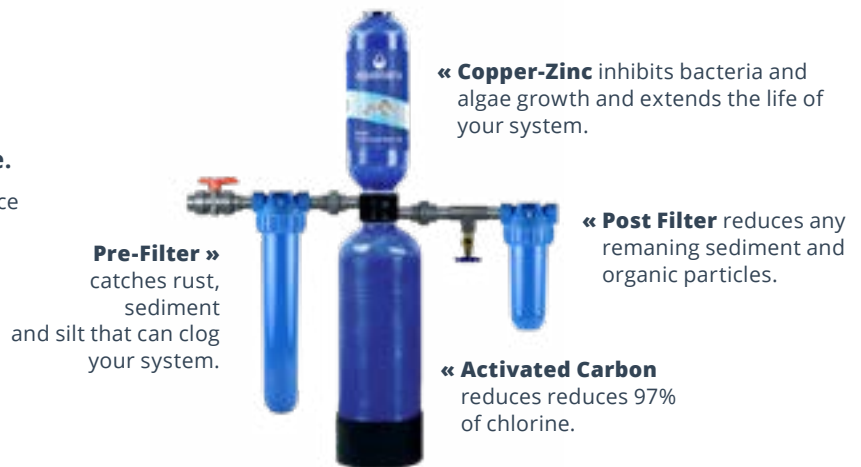 « Copper-Zinc inhibits bacteria and
algae growth and extends the life of
your system.
e.
ce
« Post Filter reduces any
remaning sediment and
organic particles.
Pre-Filter »
catches rust,
sediment
and silt that can clog
your system.
« Activated Carbon
reduces reduces 97%
of chlorine.